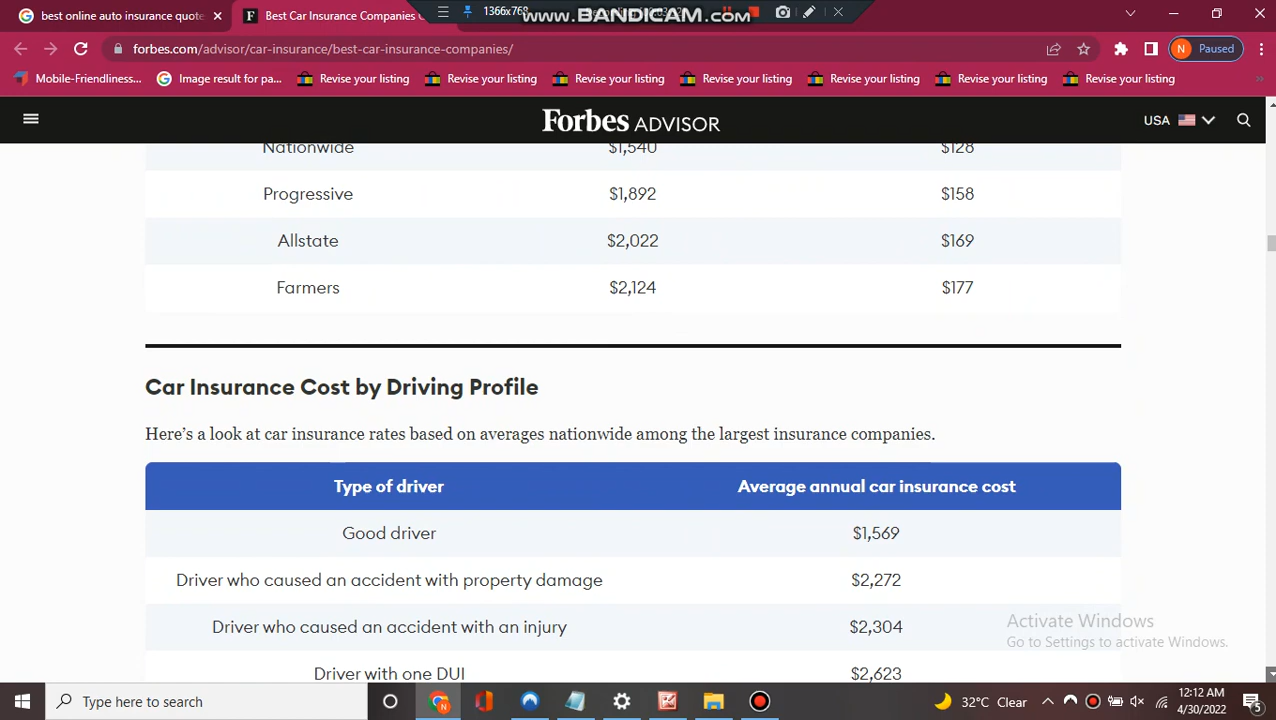 best online auto insurance quote
Best Car Insurance Companies
1366x768
www.BANDICAM.com
forbes.com/advisor/car-insurance/best-car-insurance-companies/
N Paused
Mobile-Friendliness... Image result for pa... Revise your listing Revise your listing Revise your listing Revise your listing Revise your listing Revise your listing Revise your listing »
Forbes ADVISOR
USA
Nationwide $1,540 $128
Progressive $1,892 $158
Allstate $2,022 $169
Farmers $2,124 $177
Car Insurance Cost by Driving Profile
Here’s a look at car insurance rates based on averages nationwide among the largest insurance companies.
Type of driver Average annual car insurance cost
Good driver $1,569
Driver who caused an accident with property damage $2,272
Driver who caused an accident with an injury $2,304
Driver with one DUI $2,623
Activate Windows
Go to Settings to activate Windows.
Type here to search
32°C Clear
12:12 AM
4/30/2022
5